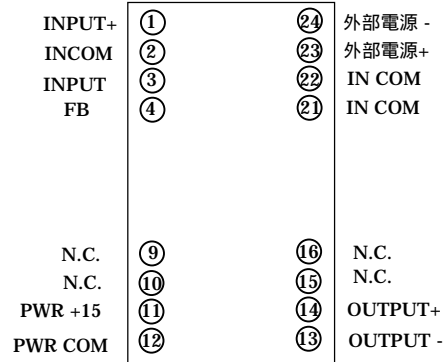 INPUT+ 1 24 外部電源 -
INCOM 2 23 外部電源+
INPUT 3 22 IN COM
FB 4 21 IN COM
N.C. 9 16 N.C.
N.C. 10 15 N.C.
PWR +15 11 14 OUTPUT+
PWR COM 12 13 OUTPUT -